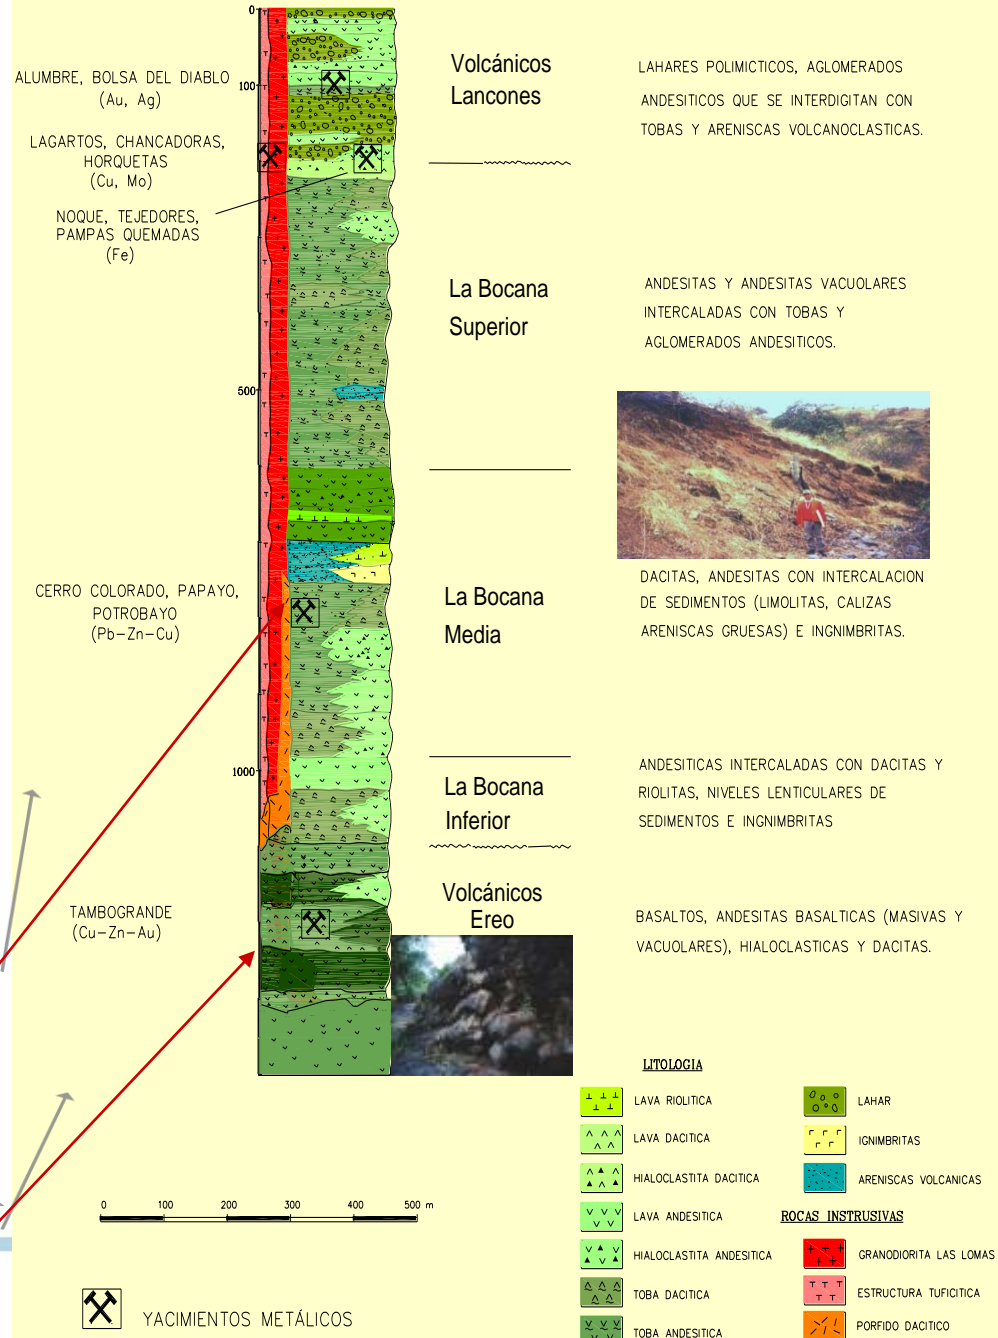 0
100
500
1000
ALUMBRE, BOLSA DEL DIABLO
(Au, Ag)
LAGARTOS, CHANCADORAS,
HORQUETAS
(Cu, Mo)
NOQUE, TEJEDORES,
PAMPAS QUEMADAS
(Fe)
CERRO COLORADO, PAPAYO,
POTROBAYO
(Pb-Zn-Cu)
TAMBOGRANDE
(Cu-Zn-Au)
Volcánicos
Lancones
LAHARES POLIMICTICOS, AGLOMERADOS
ANDESITICOS QUE SE INTERDIGITAN CON
TOBAS Y ARENISCAS VOLCANOCLASTICAS.
La Bocana
Superior
ANDESITAS Y ANDESITAS VACUOLARES
INTERCALADAS CON TOBAS Y
AGLOMERADOS ANDESITICOS.
La Bocana
Media
DACITAS, ANDESITAS CON INTERCALACION
DE SEDIMENTOS (LIMOLITAS, CALIZAS
ARENISCAS GRUESAS) E INGNIMBRITAS.
La Bocana
Inferior
ANDESITICAS INTERCALADAS CON DACITAS Y
RIOLITAS, NIVELES LENTICULARES DE
SEDIMENTOS E INGNIMBRITAS
Volcánicos
Ereo
BASALTOS, ANDESITAS BASALTICAS (MASIVAS Y
VACUOLARES), HIALOCLASTICAS Y DACITAS.
LITOLOGIA
LAVA RIOLITICA
LAVA DACITICA
HIALOCLASTITA DACITICA
LAVA ANDESITICA
HIALOCLASTITA ANDESITICA
TOBA DACITICA
TOBA ANDESITICA
LAHAR
IGNIMBRITAS
ARENISCAS VOLCANICAS
ROCAS INSTRUSIVAS
GRANODIORITA LAS LOMAS
ESTRUCTURA TUFICITICA
PORFIDO DACITICO
0 100 200 300 400 500 m
YACIMIENTOS METÁLICOS